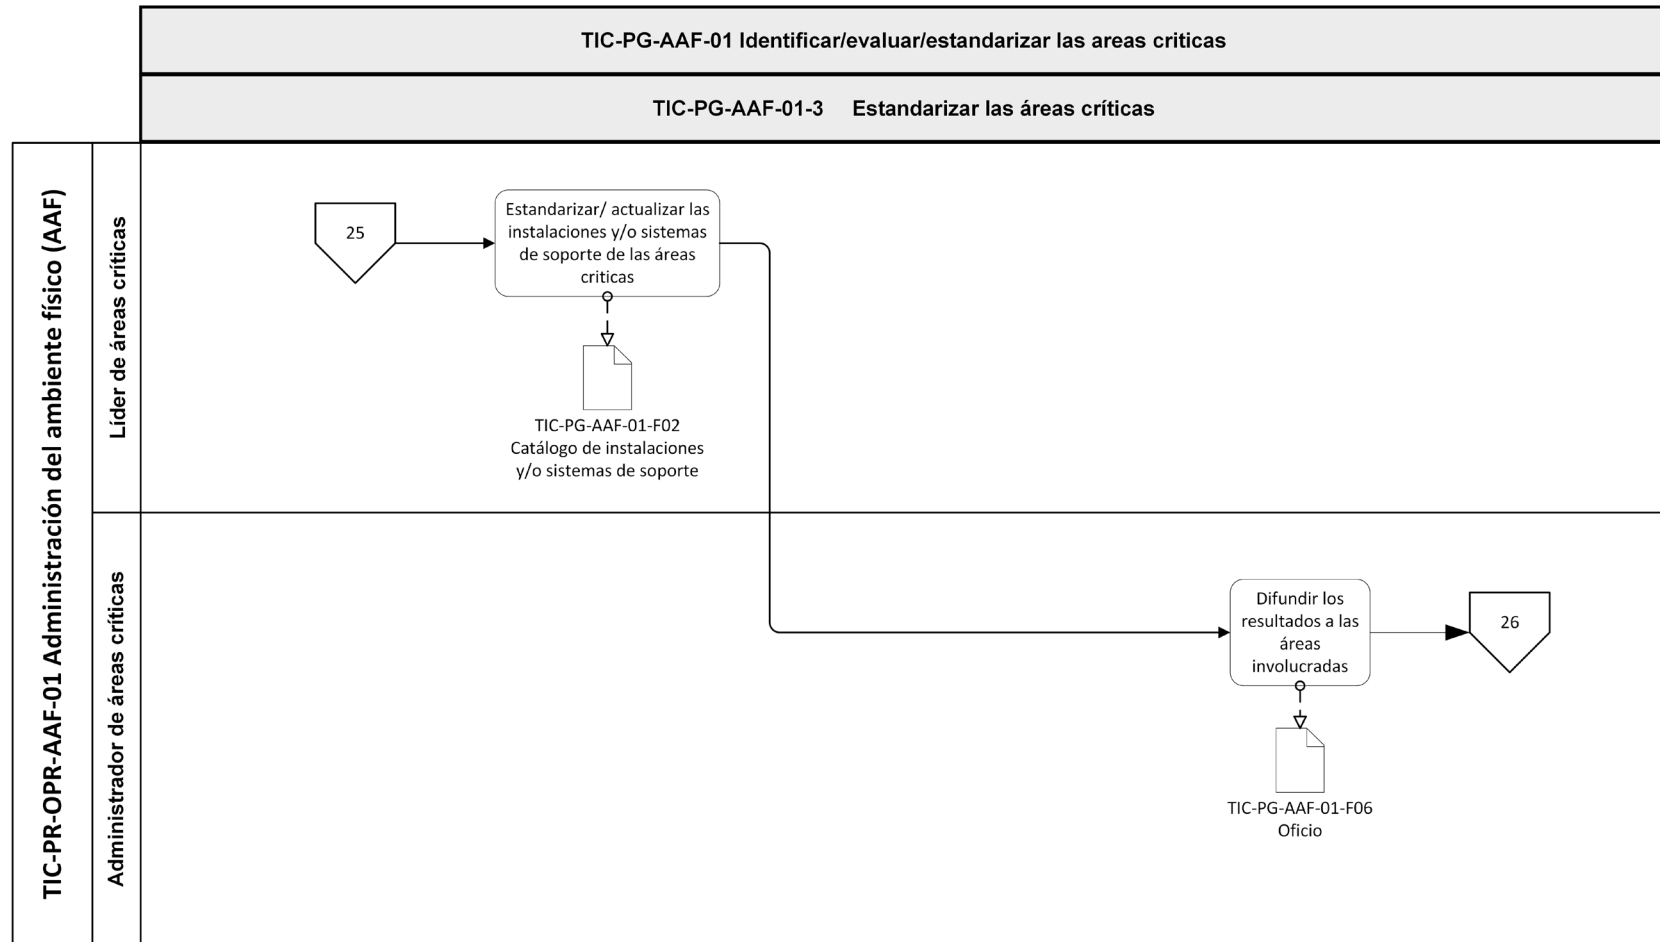 TIC-PG-AAF-01 Identificar/evaluar/estandarizar las areas criticas
TIC-PG-AAF-01-3 Estandarizar las áreas críticas
TIC-PR-OPR-AAF-01 Administración del ambiente físico (AAF)
Líder de áreas críticas
25
Estandarizar/ actualizar las
instalaciones y/o sistemas
de soporte de las áreas
criticas
TIC-PG-AAF-01-F02
Catálogo de instalaciones
y/o sistemas de soporte
Administrador de áreas críticas
Difundir los
resultados a las
áreas
involucradas
26
TIC-PG-AAF-01-F06
Oficio